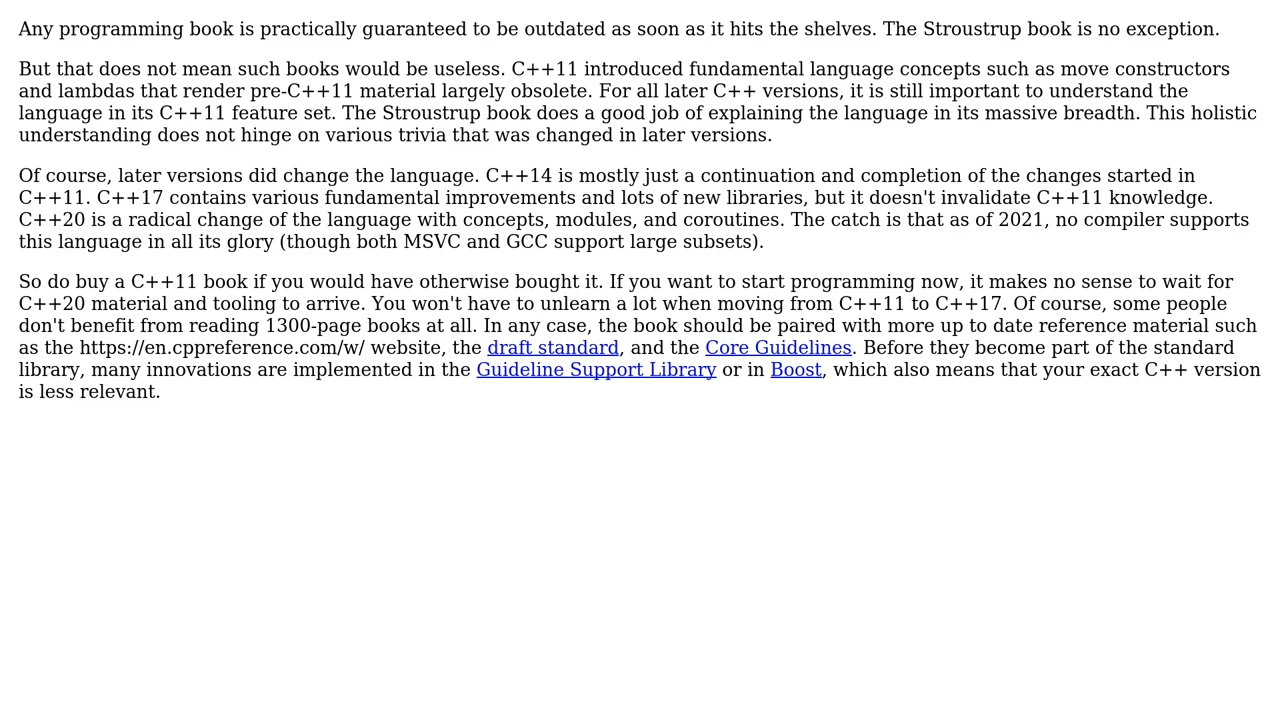 Any programming book is practically guaranteed to be outdated as soon as it hits the shelves. The Stroustrup book is no exception.
But that does not mean such books would be useless. C++11 introduced fundamental language concepts such as move constructors
and lambdas that render pre-C++11 material largely obsolete. For all later C++ versions, it is still important to understand the
language in its C++11 feature set. The Stroustrup book does a good job of explaining the language in its massive breadth. This holistic
understanding does not hinge on various trivia that was changed in later versions.
Of course, later versions did change the language. C++14 is mostly just a continuation and completion of the changes started in
C++11. C++17 contains various fundamental improvements and lots of new libraries, but it doesn't invalidate C++11 knowledge.
C++20 is a radical change of the language with concepts, modules, and coroutines. The catch is that as of 2021, no compiler supports
this language in all its glory (though both MSVC and GCC support large subsets).
So do buy a C++11 book if you would have otherwise bought it. If you want to start programming now, it makes no sense to wait for
C++20 material and tooling to arrive. You won't have to unlearn a lot when moving from C++11 to C++17. Of course, some people
don't benefit from reading 1300-page books at all. In any case, the book should be paired with more up to date reference material such
as the https://en.cppreference.com/w/ website, the draft standard, and the Core Guidelines. Before they become part of the standard
library, many innovations are implemented in the Guideline Support Library or in Boost, which also means that your exact C++ version
is less relevant.